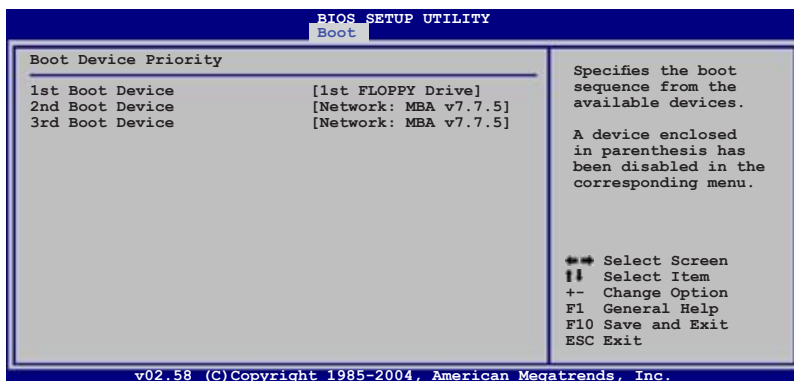 BIOS SETUP UTILITY
Boot
Boot Device Priority
1st Boot Device [1st FLOPPY Drive]
2nd Boot Device [Network: MBA v7.7.5]
3rd Boot Device [Network: MBA v7.7.5]
Specifies the boot
sequence from the
available devices.
A device enclosed
in parenthesis has
been disabled in the
corresponding menu.
←→ Select Screen
↑↓ Select Item
+- Change Option
F1 General Help
F10 Save and Exit
ESC Exit
v02.58 (C)Copyright 1985-2004, American Megatrends, Inc.